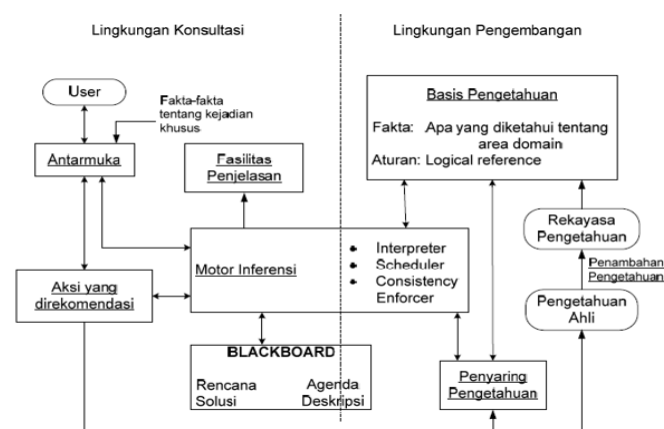 Lingkungan Konsultasi
Lingkungan Pengembangan
User
Fakta-fakta
tentang kejadian
khusus
Antarmuka
Fasilitas
Penjelasan
Basis Pengetahuan
Fakta: Apa yang diketahui tentang
area domain
Aturan: Logical reference
Rekayasa
Pengetahuan
Penambahan
Pengetahuan
Pengetahuan
Ahli
Motor Inferensi
• Interpreter
• Scheduler
• Consistency
Enforcer
Aksi yang
direkomendasi
BLACKBOARD
Rencana Agenda
Solusi Deskripsi
Penyaring
Pengetahuan